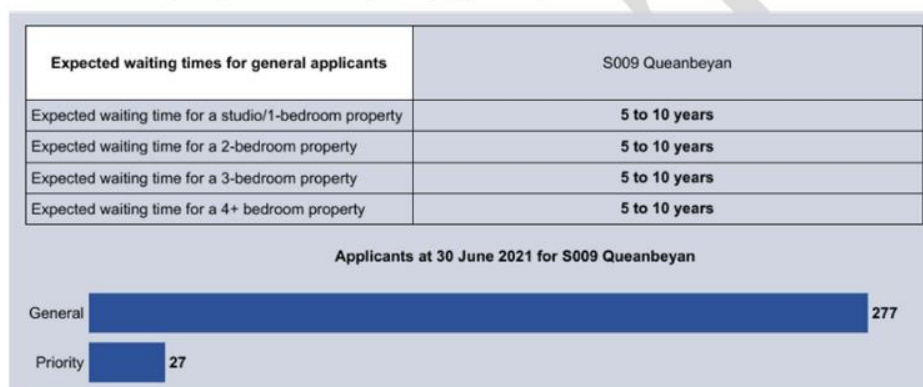 Expected waiting times for general applicants S009 Queanbeyan
Expected waiting time for a studio/1-bedroom property 5 to 10 years
Expected waiting time for a 2-bedroom property 5 to 10 years
Expected waiting time for a 3-bedroom property 5 to 10 years
Expected waiting time for a 4+ bedroom property 5 to 10 years
Applicants at 30 June 2021 for S009 Queanbeyan
General 277
Priority 27